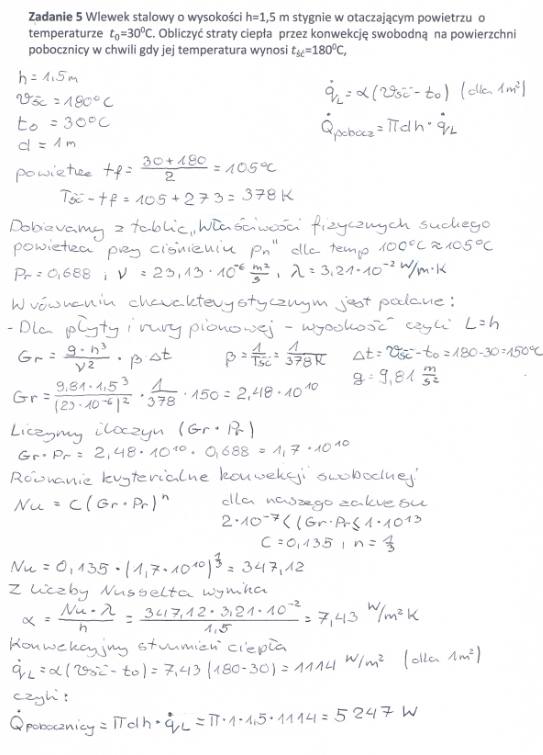 Zadanie 5 Wlewek stalowy o wysokości h=1,5 m stygnie w otaczającym powietrzu o
temperaturze t₀=30⁰C. Obliczyć straty ciepła przez konwekcję swobodną na powierzchni
pobocznicy w chwili gdy jej temperatura wynosi tśc=180⁰C,
h = 1,5 m
ϑśc = 180°C
t₀ = 30°C
d = 1m
q̇L = α(ϑśc - t₀) (dla 1m²)
Q̇pobocz = Πdh · q̇L
powietrze tf = (30+180)/2 = 105°C
Tśc - tf = 105 + 273 = 378 K
Dobieramy z tablic „Właściwości fizycznych suchego
powietrza przy ciśnieniu pn" dla temp 100°C ≈ 105°C
Pr = 0,688 i ν = 23,13 · 10⁻⁶ m²/s, λ = 3,21 · 10⁻² W/m·K
W równaniu charakterystycznym jest podane:
- Dla płyty i rury pionowej - wysokość czyli L=h
Gr = (g · h³)/ν² · β · Δt β = 1/Tśc = 1/378K Δt = ϑśc - t₀ = 180 - 30 = 150°C
g = 9,81 m/s²
Gr = (9,81 · 1,5³)/(23 · 10⁻⁶)² · 1/378 · 150 = 2,48 · 10¹⁰
Liczymy iloczyn (Gr · Pr)
Gr · Pr = 2,48 · 10¹⁰ · 0,688 = 1,7 · 10¹⁰
Równanie kryterialne konwekcji swobodnej
Nu = C(Gr · Pr)ⁿ dla naszego zakresu
2·10⁻⁷ < (Gr · Pr ≤ 1·10¹³
C = 0,135 i n = 1/3
Nu = 0,135 · (1,7 · 10¹⁰)^(1/3) = 347,12
Z liczby Nusselta wynika
α = (Nu · λ)/h = (347,12 · 3,21 · 10⁻²)/1,5 = 7,43 W/m²K
Konwekcyjny strumień ciepła
q̇L = α(ϑśc - t₀) = 7,43 (180 - 30) = 1114 W/m² (dla 1m²)
czyli:
Q̇pobocznicy = Πdh · q̇L = Π · 1 · 1,5 · 1114 = 5247 W